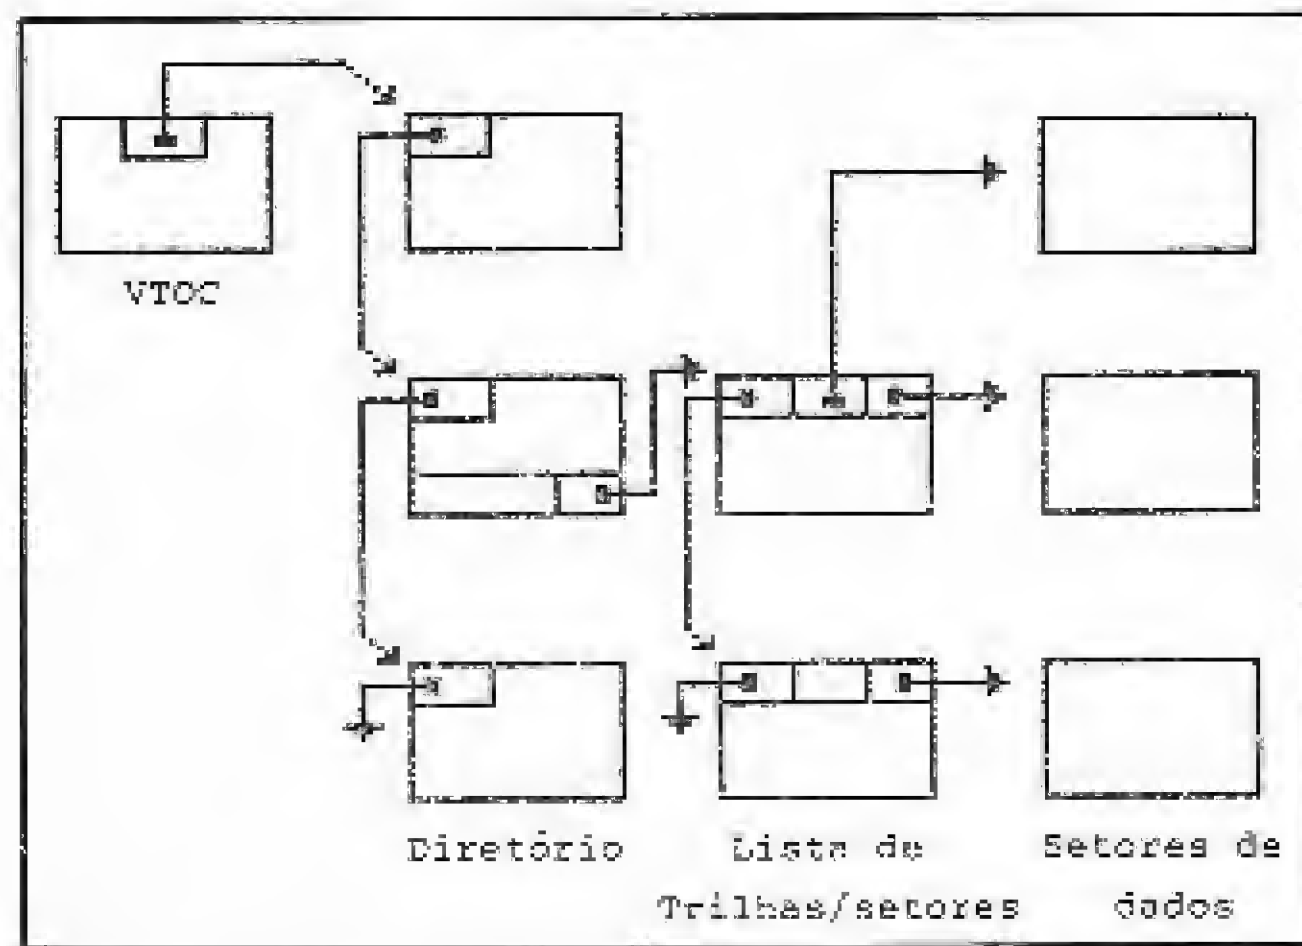 VTOC
Diretório
Lista de
Trilhas/setores
Setores de
dados